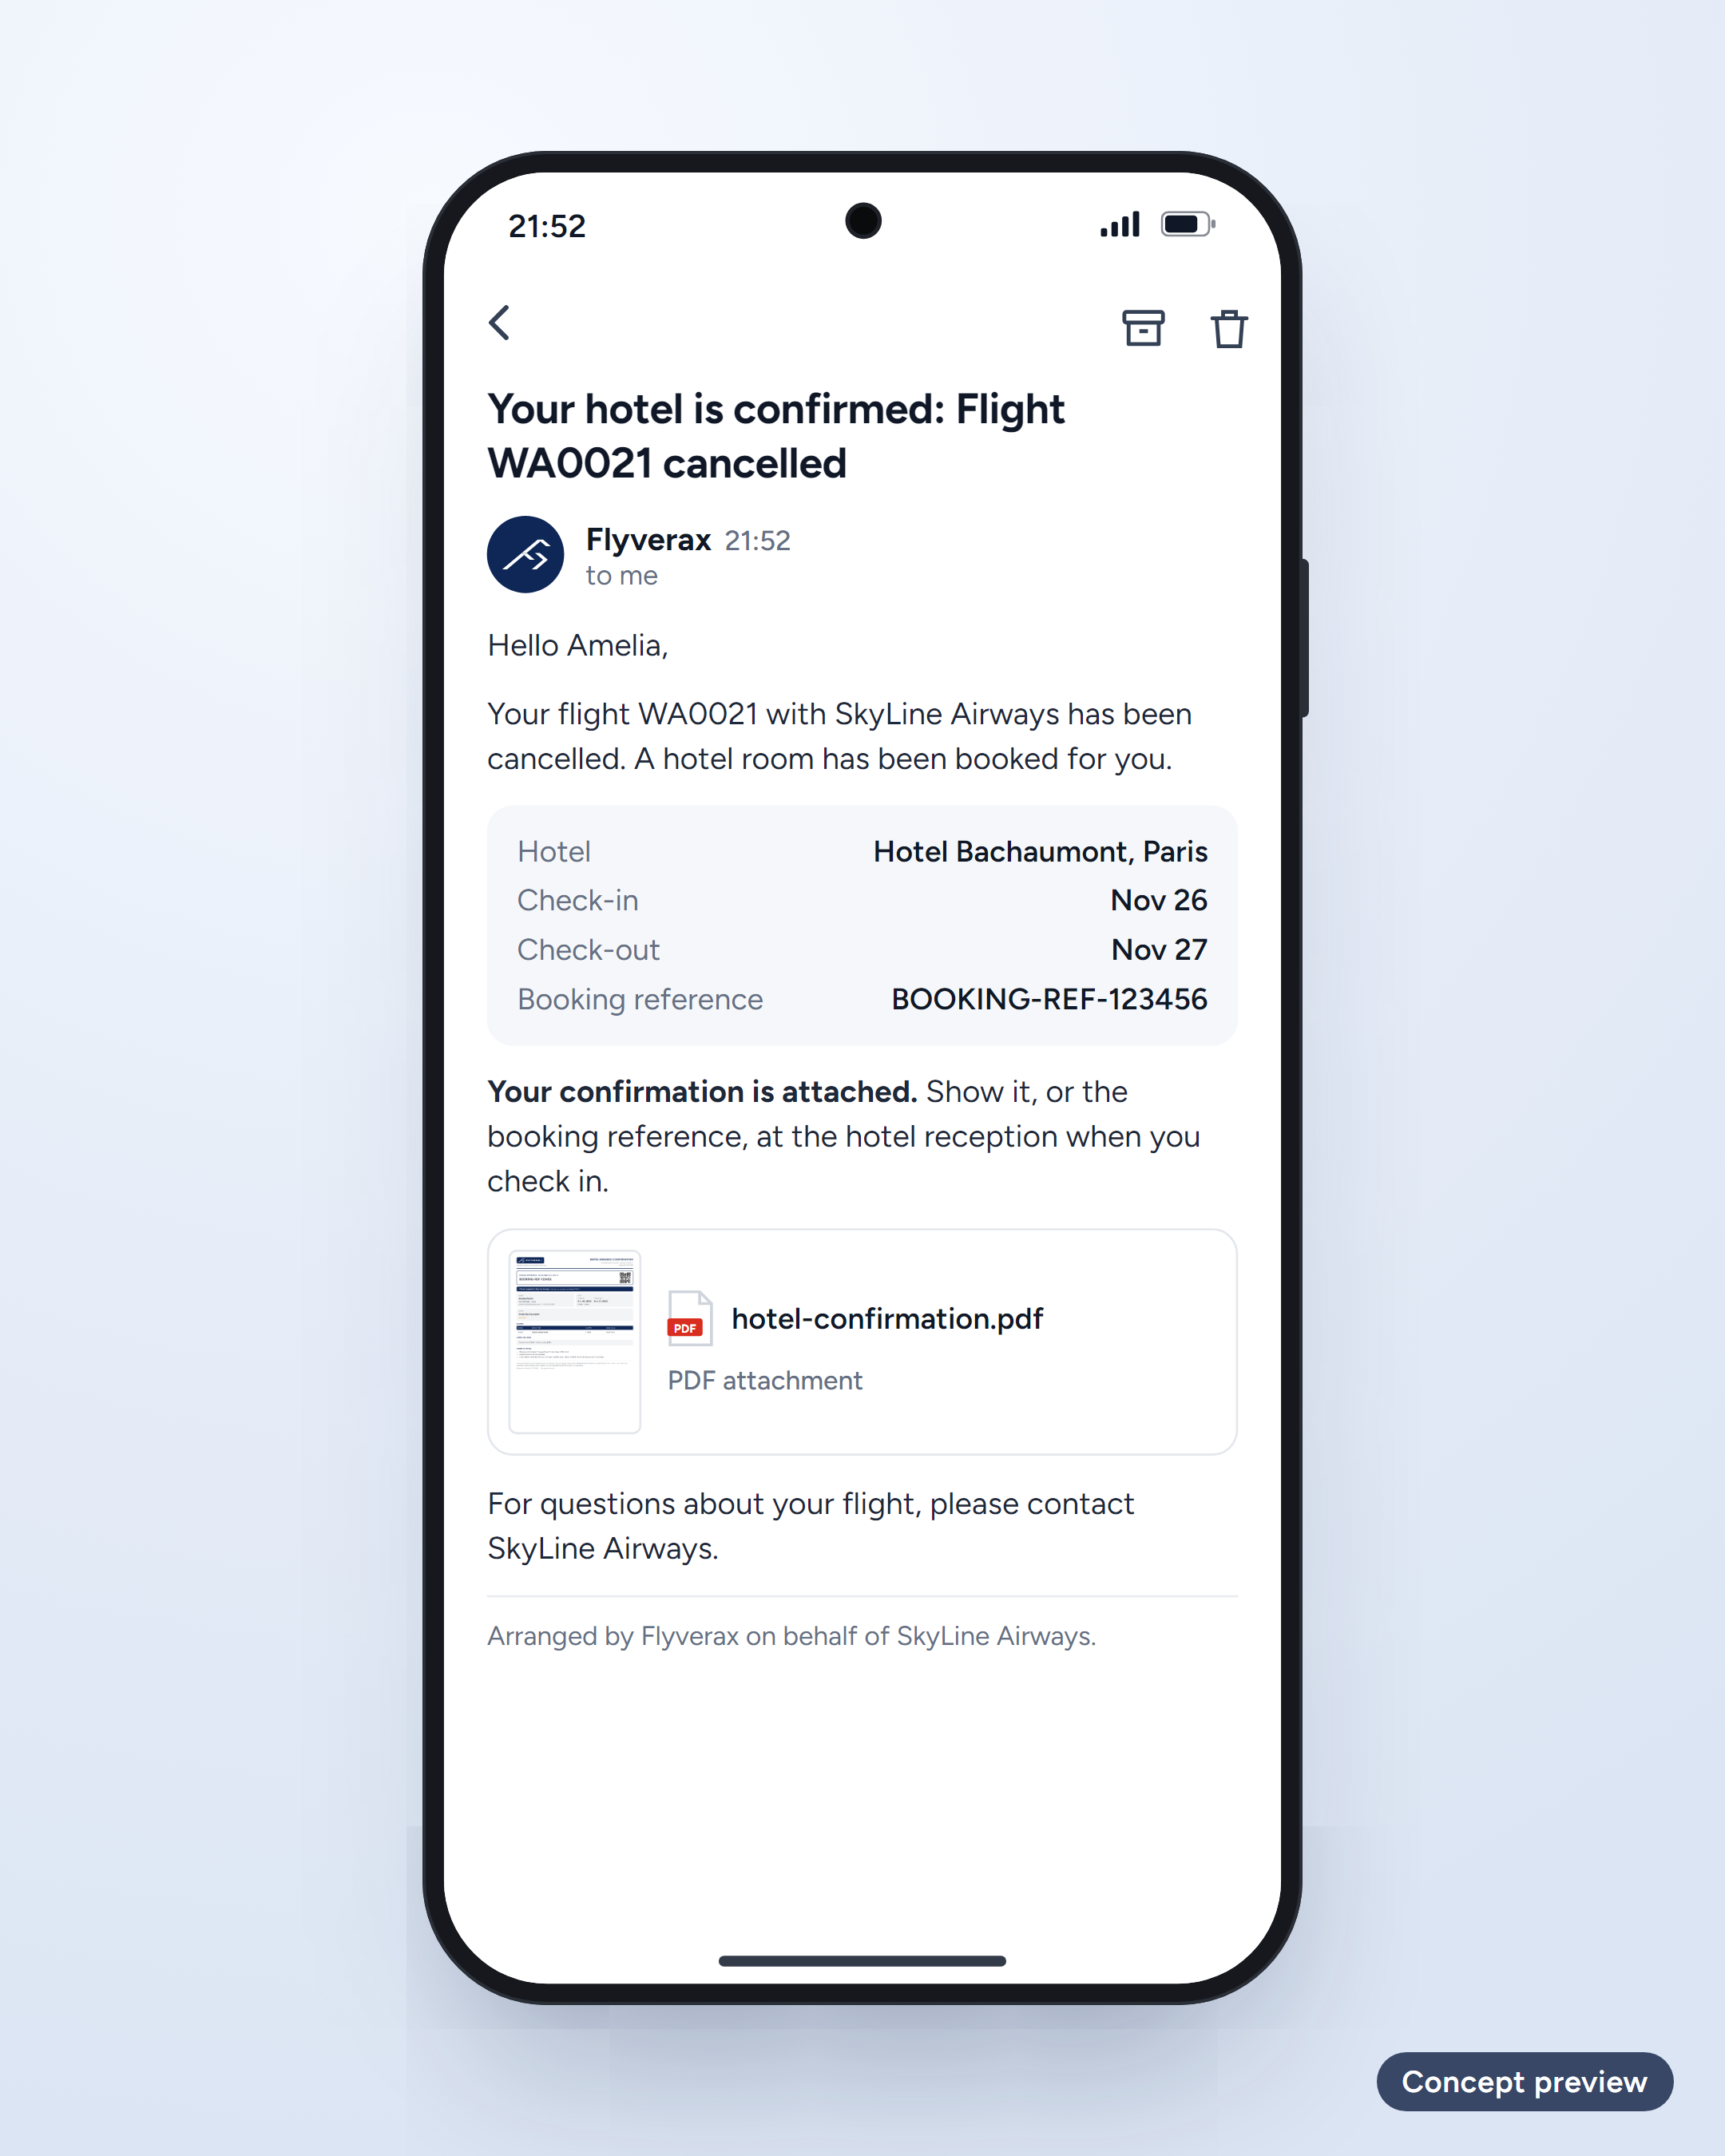 21:52
Your hotel is confirmed: Flight
WA0021 cancelled
Flyverax 21:52
to me
Hello Amelia,
Your flight WA0021 with SkyLine Airways has been
cancelled. A hotel room has been booked for you.
Hotel Hotel Bachaumont, Paris
Check-in Nov 26
Check-out Nov 27
Booking reference BOOKING-REF-123456
Your confirmation is attached. Show it, or the
booking reference, at the hotel reception when you
check in.
PDF hotel-confirmation.pdf
PDF attachment
For questions about your flight, please contact
SkyLine Airways.
Arranged by Flyverax on behalf of SkyLine Airways.
Concept preview